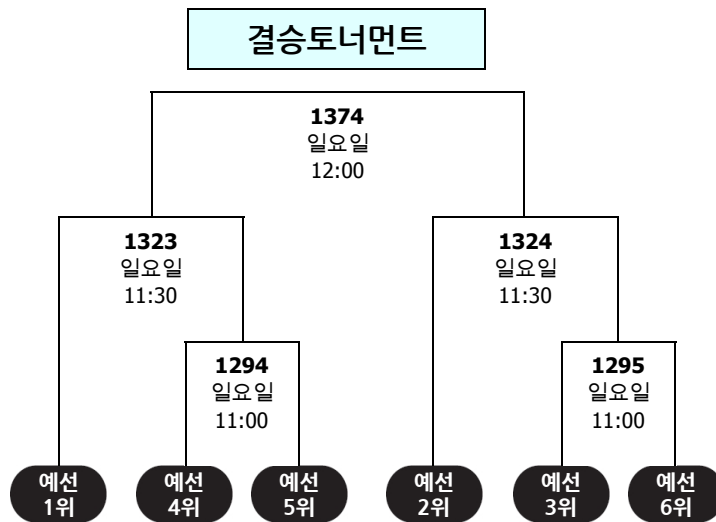 결승토너먼트
1374
일요일
12:00
1323
일요일
11:30
1324
일요일
11:30
1294
일요일
11:00
1295
일요일
11:00
예선
1위
예선
4위
예선
5위
예선
2위
예선
3위
예선
6위